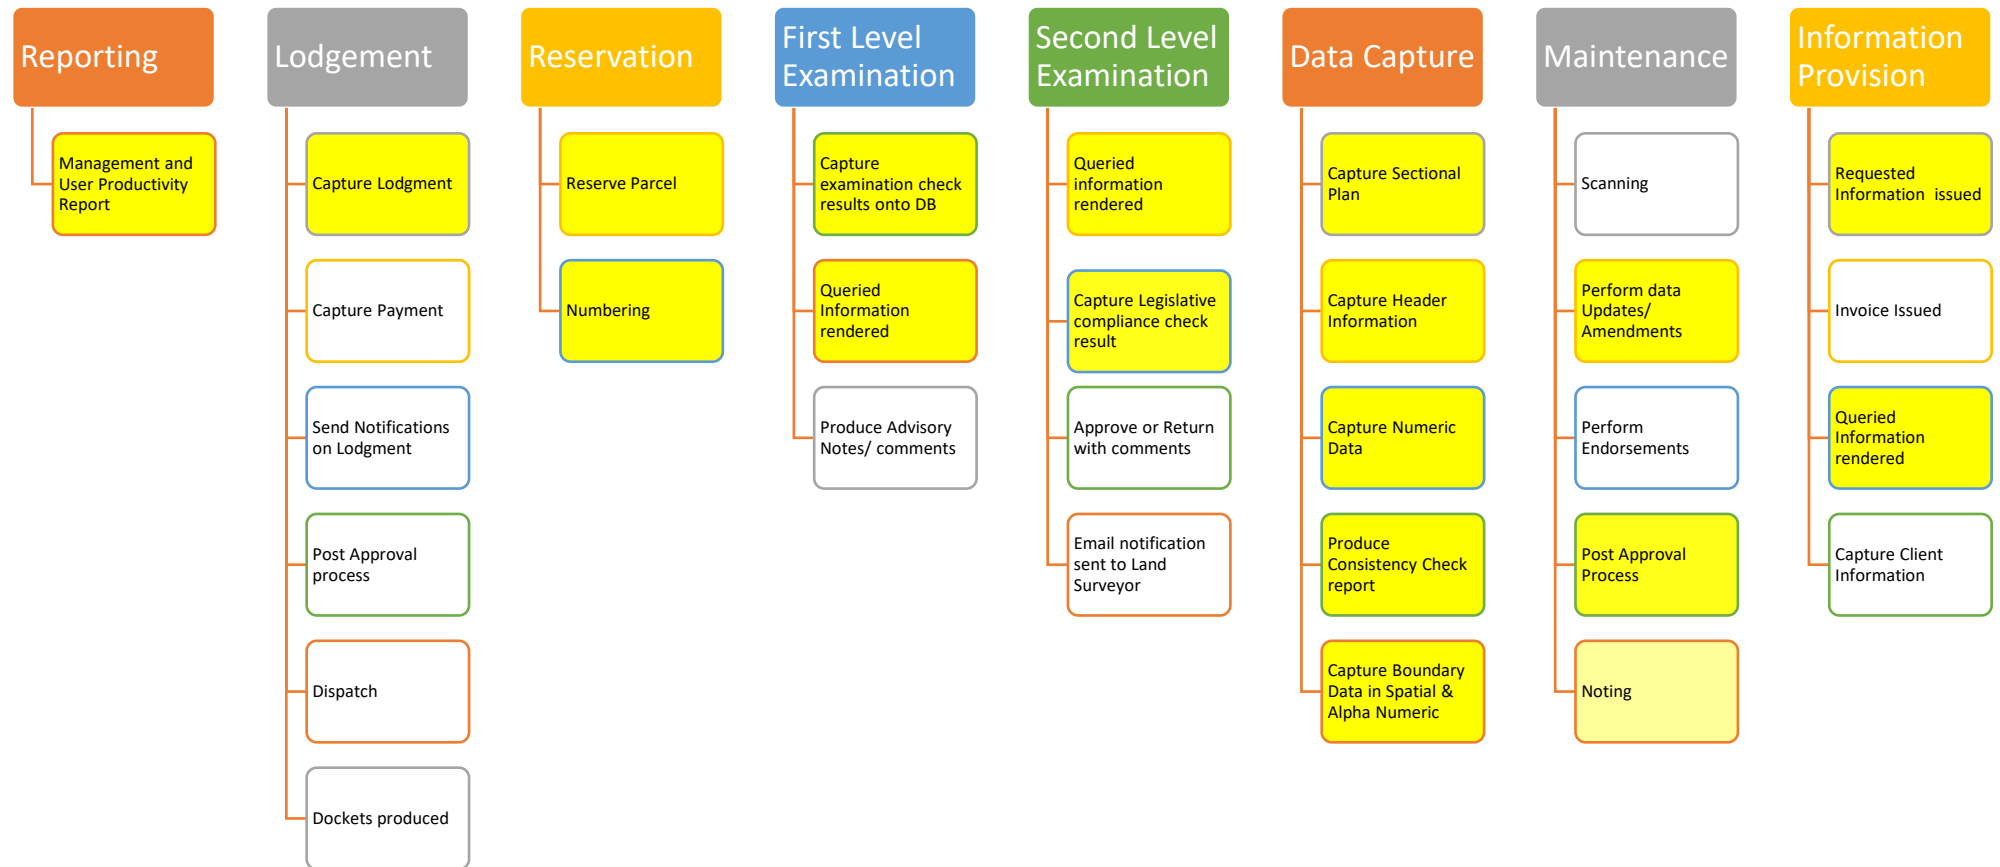 Reporting
Management and
User Productivity
Report
Lodgement
Capture Lodgment
Capture Payment
Send Notifications
on Lodgment
Post Approval
process
Dispatch
Dockets produced
Reservation
Reserve Parcel
Numbering
First Level
Examination
Capture
examination check
results onto DB
Queried
Information
rendered
Produce Advisory
Notes/ comments
Second Level
Examination
Queried
information
rendered
Capture Legislative
compliance check
result
Approve or Return
with comments
Email notification
sent to Land
Surveyor
Data Capture
Capture Sectional
Plan
Capture Header
Information
Capture Numeric
Data
Produce
Consistency Check
report
Capture Boundary
Data in Spatial &
Alpha Numeric
Maintenance
Scanning
Perform data
Updates/
Amendments
Perform
Endorsements
Post Approval
Process
Noting
Information
Provision
Requested
Information  issued
Invoice Issued
Queried
Information
rendered
Capture Client
Information